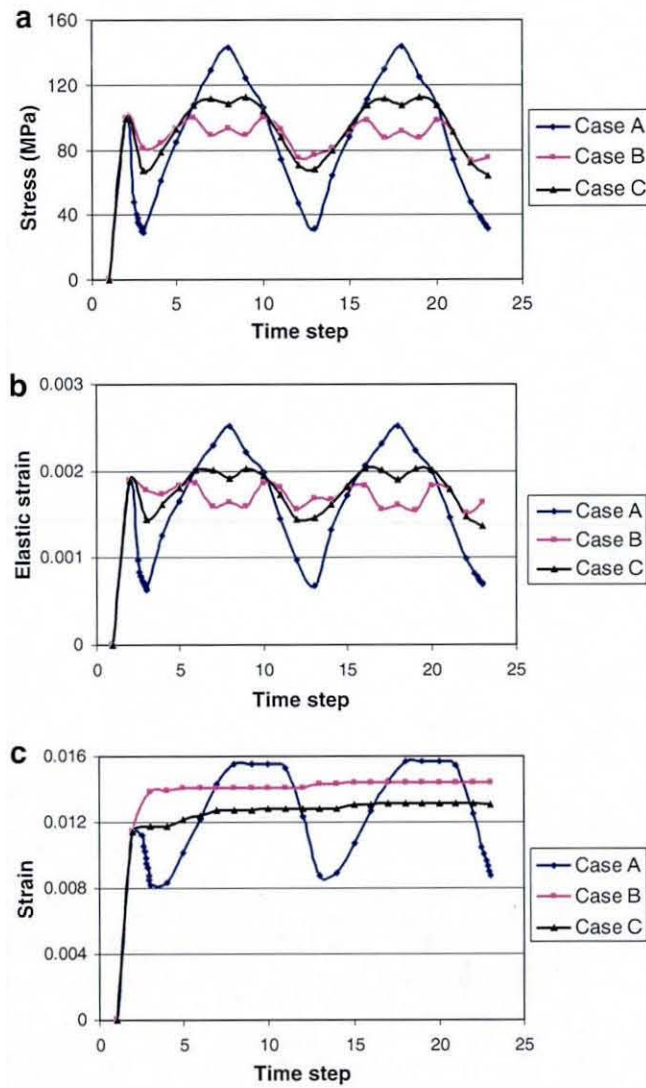 a
160
120
80
40
0
Stress (MPa)
0 5 10 15 20 25
Time step
Case A
Case B
Case C
b
0.003
0.002
0.001
0
Elastic strain
0 5 10 15 20 25
Time step
Case A
Case B
Case C
c
0.016
0.012
0.008
0.004
0
Strain
0 5 10 15 20 25
Time step
Case A
Case B
Case C